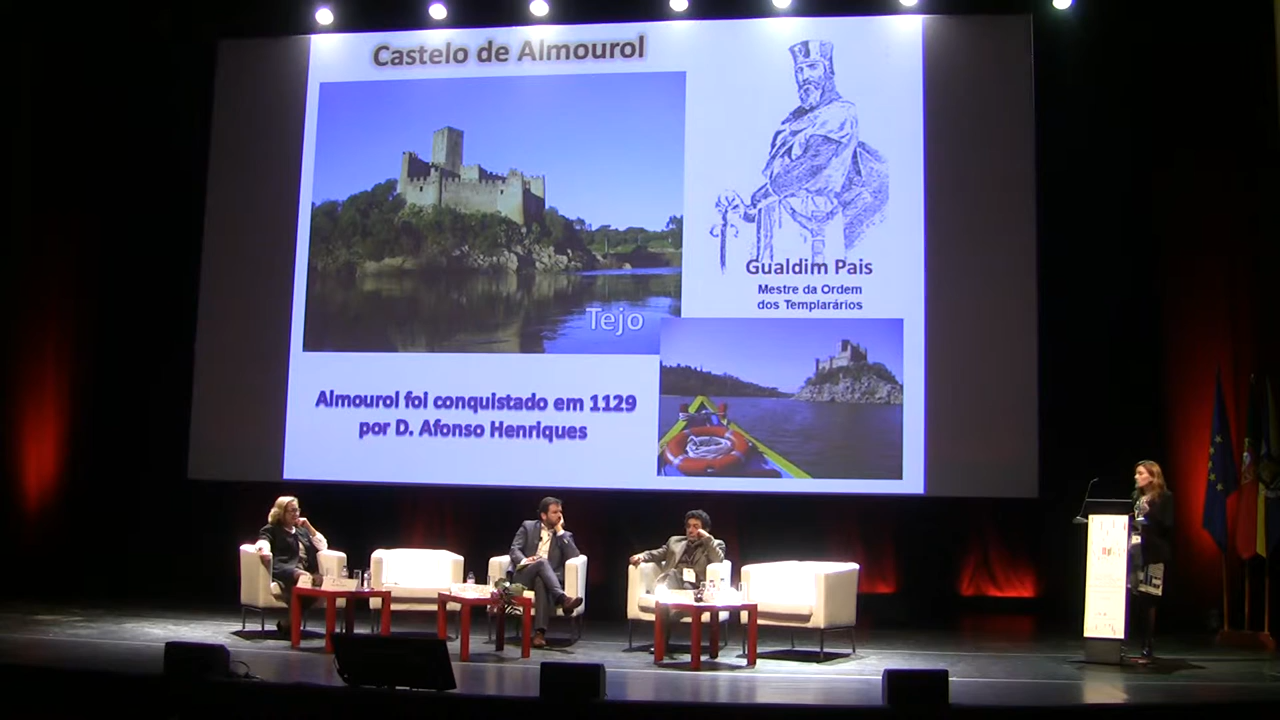 Castelo de Almourol
Tejo
Gualdim Pais
Mestre da Ordem
dos Templarários
Almourol foi conquistado em 1129
por D. Afonso Henriques